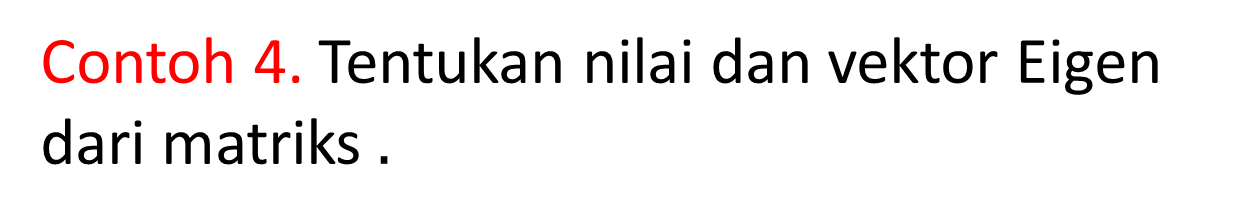 Contoh 4. Tentukan nilai dan vektor Eigen
dari matriks .